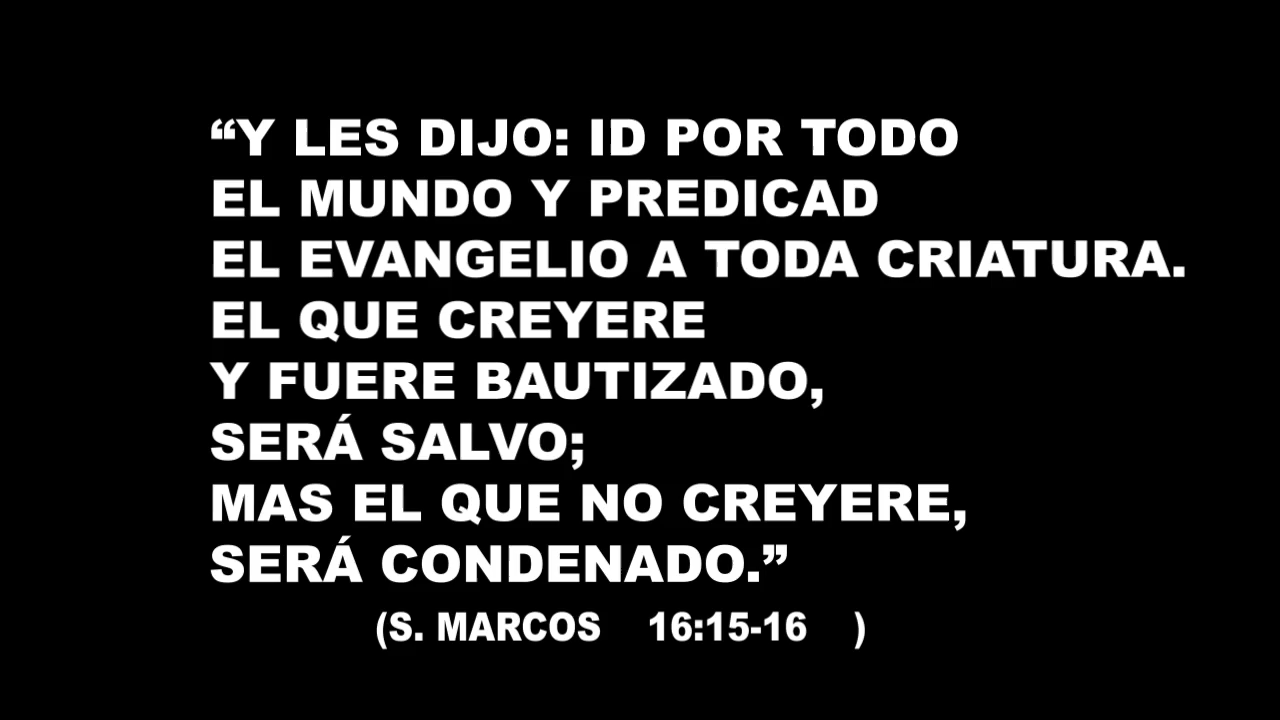 “Y LES DIJO: ID POR TODO
EL MUNDO Y PREDICAD
EL EVANGELIO A TODA CRIATURA.
EL QUE CREYERE
Y FUERE BAUTIZADO,
SERÁ SALVO;
MAS EL QUE NO CREYERE,
SERÁ CONDENADO.”
(S. MARCOS 16:15-16 )